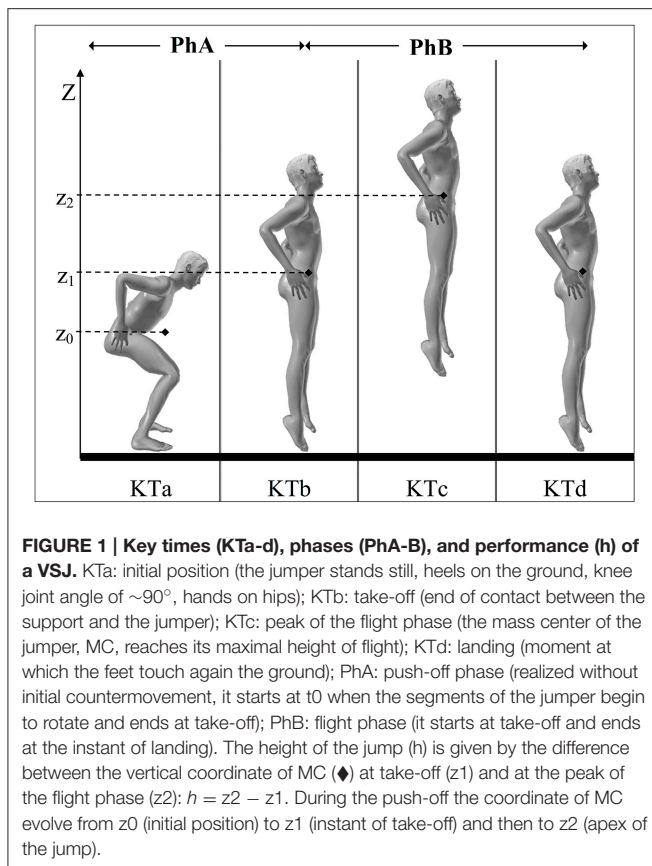 PhA PhB
Z
z₂
z₁
z₀
KTa KTb KTc KTd
FIGURE 1 | Key times (KTa-d), phases (PhA-B), and performance (h) of
a VSJ. KTa: initial position (the jumper stands still, heels on the ground, knee
joint angle of ~90°, hands on hips); KTb: take-off (end of contact between the
support and the jumper); KTc: peak of the flight phase (the mass center of the
jumper, MC, reaches its maximal height of flight); KTd: landing (moment at
which the feet touch again the ground); PhA: push-off phase (realized without
initial countermovement, it starts at t0 when the segments of the jumper begin
to rotate and ends at take-off); PhB: flight phase (it starts at take-off and ends
at the instant of landing). The height of the jump (h) is given by the difference
between the vertical coordinate of MC (♦) at take-off (z1) and at the peak of
the flight phase (z2): h = z2 − z1. During the push-off the coordinate of MC
evolve from z0 (initial position) to z1 (instant of take-off) and then to z2 (apex of
the jump).